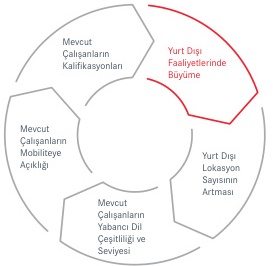 Mevcut
Çalışanların
Kalifikasyonları
Yurt Dışı
Faaliyetlerinde
Büyüme
Yurt Dışı
Lokasyon
Sayısının
Artması
Mevcut
Çalışanların
Yabancı Dil
Çeşitliliği ve
Seviyesi
Mevcut
Çalışanların
Mobiliteye
Açıklığı